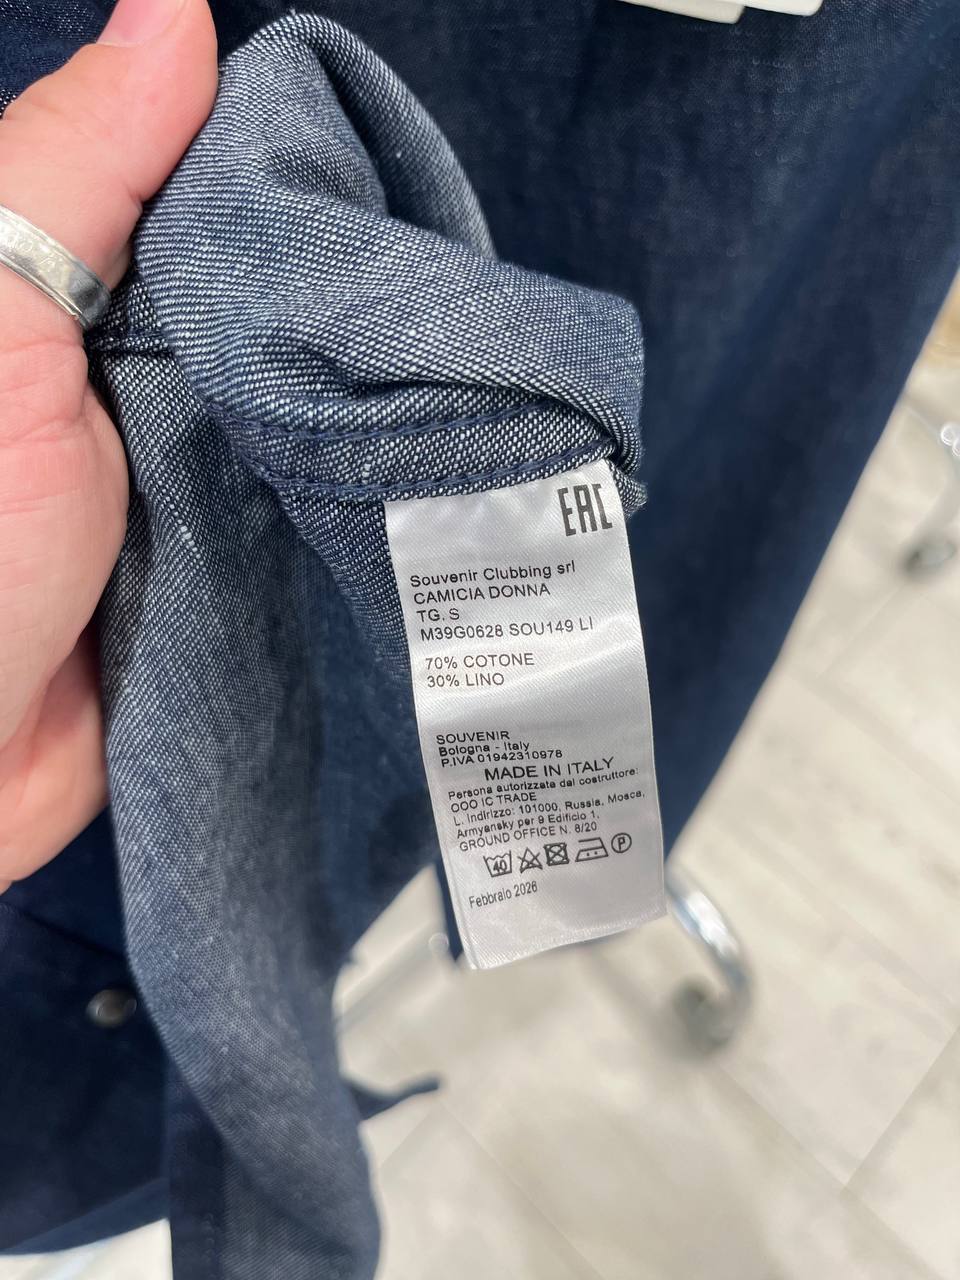 EAC
Souvenir Clubbing srl
CAMICIA DONNA
TG. S
M39G0628 SOU149 LI
70% COTONE
30% LINO
SOUVENIR
Bologna - Italy
P.IVA 01942310978
MADE IN ITALY
Persona autorizzata dal costruttore:
OOO IC TRADE
L. Indirizzo: 101000, Russia, Mosca,
Armyansky per 9 Edificio 1,
GROUND OFFICE N. 8/20
40 P
Febbraio 2026